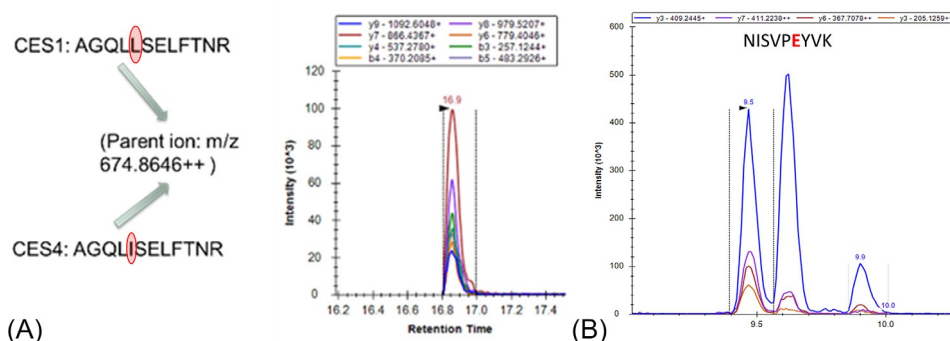 (A)
CES1: AGQLLSELFTNR
(Parent ion: m/z
674.8646++ )
CES4: AGQLISELFTNR
y9 - 1092.6048+ y8 - 979.5207+
y7 - 866.4367+ y6 - 779.4046+
y4 - 537.2780+ b3 - 257.1244+
b4 - 370.2085+ b5 - 483.2926+
Intensity (10^3)
120
100
80
60
40
20
0
16.9
16.2 16.4 16.6 16.8 17.0 17.2 17.4
Retention Time
(B)
y3 - 409.2445+ y7 - 411.2238++ y6 - 367.7078++ y3 - 205.1259++
NISVPEYVK
Intensity (10^3)
600
500
400
300
200
100
0
9.5
9.9
10.0
9.5 10.0